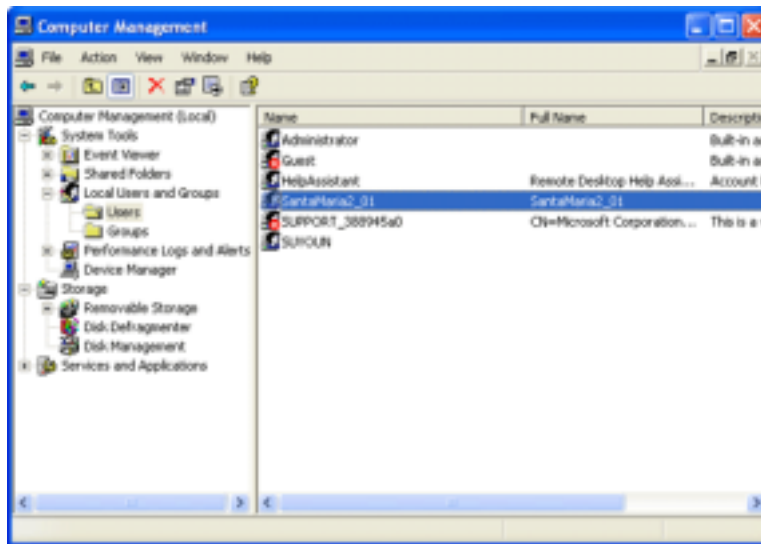 Computer Management
File Action View Window Help
Computer Management (Local)
System Tools
Event Viewer
Shared Folders
Local Users and Groups
Users
Groups
Performance Logs and Alerts
Device Manager
Storage
Removable Storage
Disk Defragmenter
Disk Management
Services and Applications
Name Full Name Descripti
Administrator Built-in a
Guest Built-in a
HelpAssistant Remote Desktop Help Assi... Account
SantaMaria2_01 SantaMaria2_01
SUPPORT_388945a0 CN=Microsoft Corporation... This is a
SUYOUN